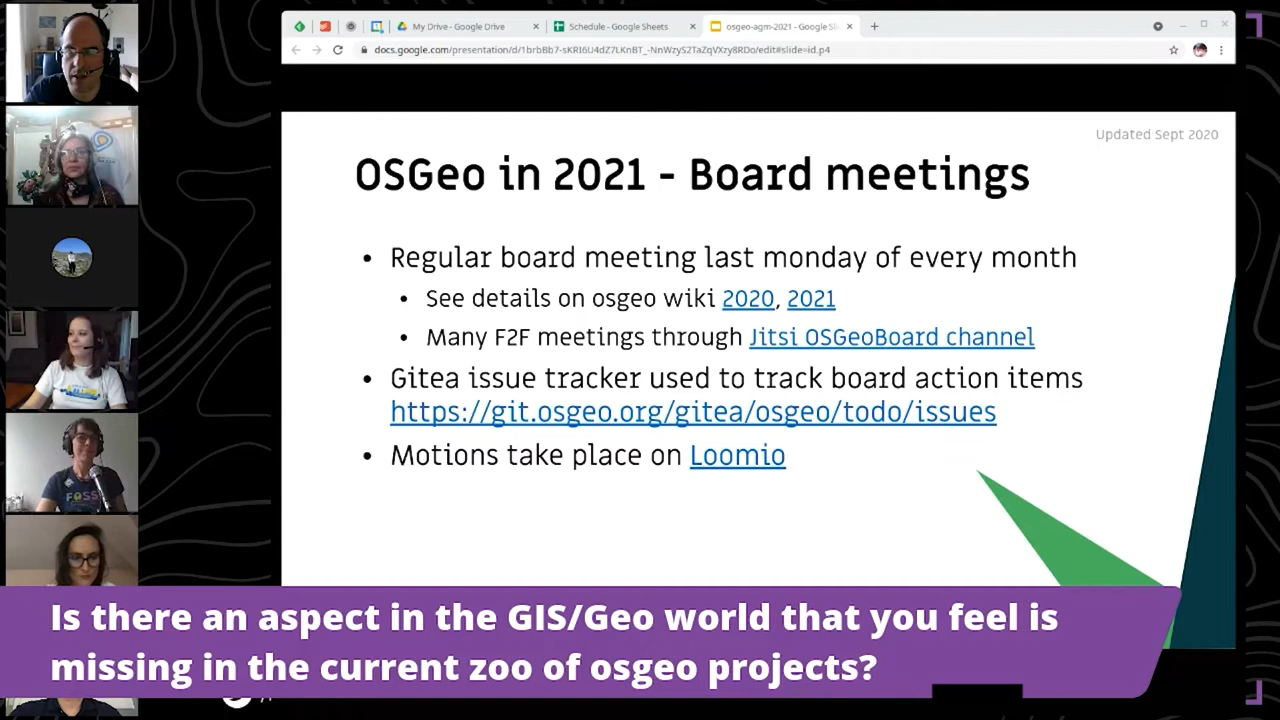 My Drive - Google Drive
Schedule - Google Sheets
osgeo-agm-2021 - Google Sli
docs.google.com/presentation/d/1brbBb7-sKRI6U4dZ7LKnBT_-NnWzyS2TaZqVXzy8RDo/edit#slide=id.p4
Updated Sept 2020
OSGeo in 2021 - Board meetings
• Regular board meeting last monday of every month
• See details on osgeo wiki 2020, 2021
• Many F2F meetings through Jitsi OSGeoBoard channel
• Gitea issue tracker used to track board action items
https://git.osgeo.org/gitea/osgeo/todo/issues
• Motions take place on Loomio
FOSS
Is there an aspect in the GIS/Geo world that you feel is
missing in the current zoo of osgeo projects?